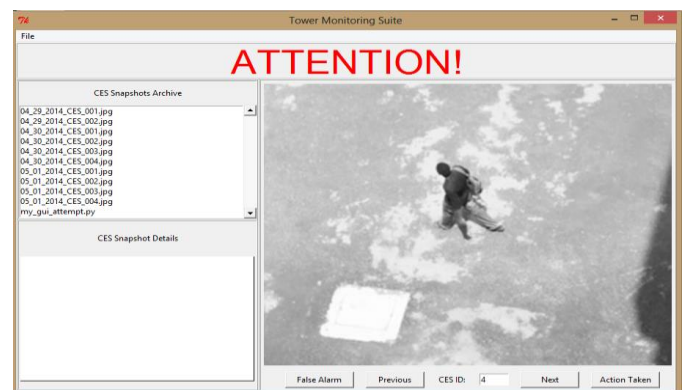 Tower Monitoring Suite
File
ATTENTION!
CES Snapshots Archive
04_29_2014_CES_001.jpg
04_29_2014_CES_002.jpg
04_30_2014_CES_001.jpg
04_30_2014_CES_002.jpg
04_30_2014_CES_003.jpg
04_30_2014_CES_004.jpg
05_01_2014_CES_001.jpg
05_01_2014_CES_002.jpg
05_01_2014_CES_003.jpg
05_01_2014_CES_004.jpg
my_gui_attempt.py
CES Snapshot Details
False Alarm Previous CES ID: 4 Next Action Taken